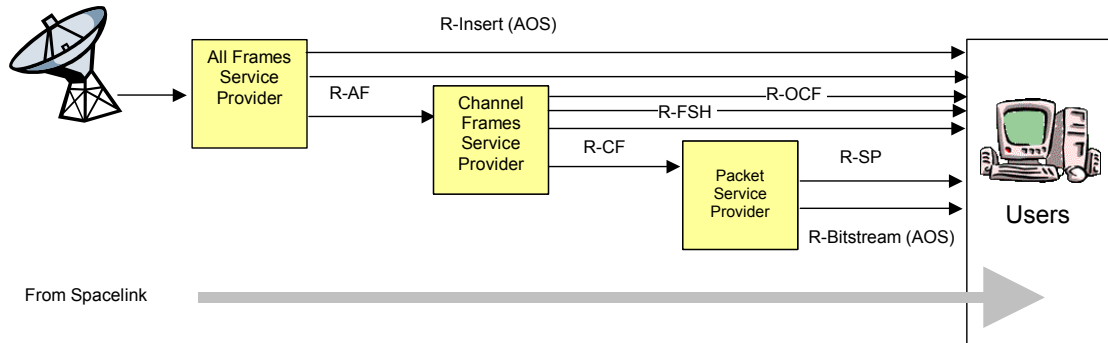 R-Insert (AOS)
All Frames
Service
Provider
R-AF
Channel
Frames
Service
Provider
R-OCF
R-FSH
R-CF
Packet
Service
Provider
R-SP
R-Bitstream (AOS)
Users
From Spacelink